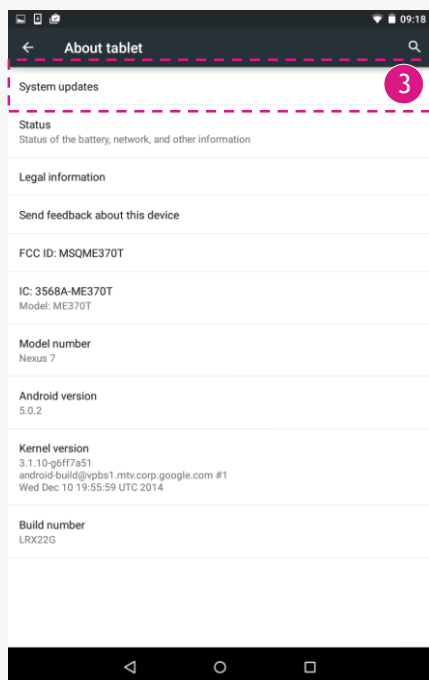 09:18
About tablet
System updates
3
Status
Status of the battery, network, and other information
Legal information
Send feedback about this device
FCC ID: MSQME370T
IC: 3568A-ME370T
Model: ME370T
Model number
Nexus 7
Android version
5.0.2
Kernel version
3.1.10-g6ff7a51
android-build@vpbs1.mtv.corp.google.com #1
Wed Dec 10 19:55:59 UTC 2014
Build number
LRX22G